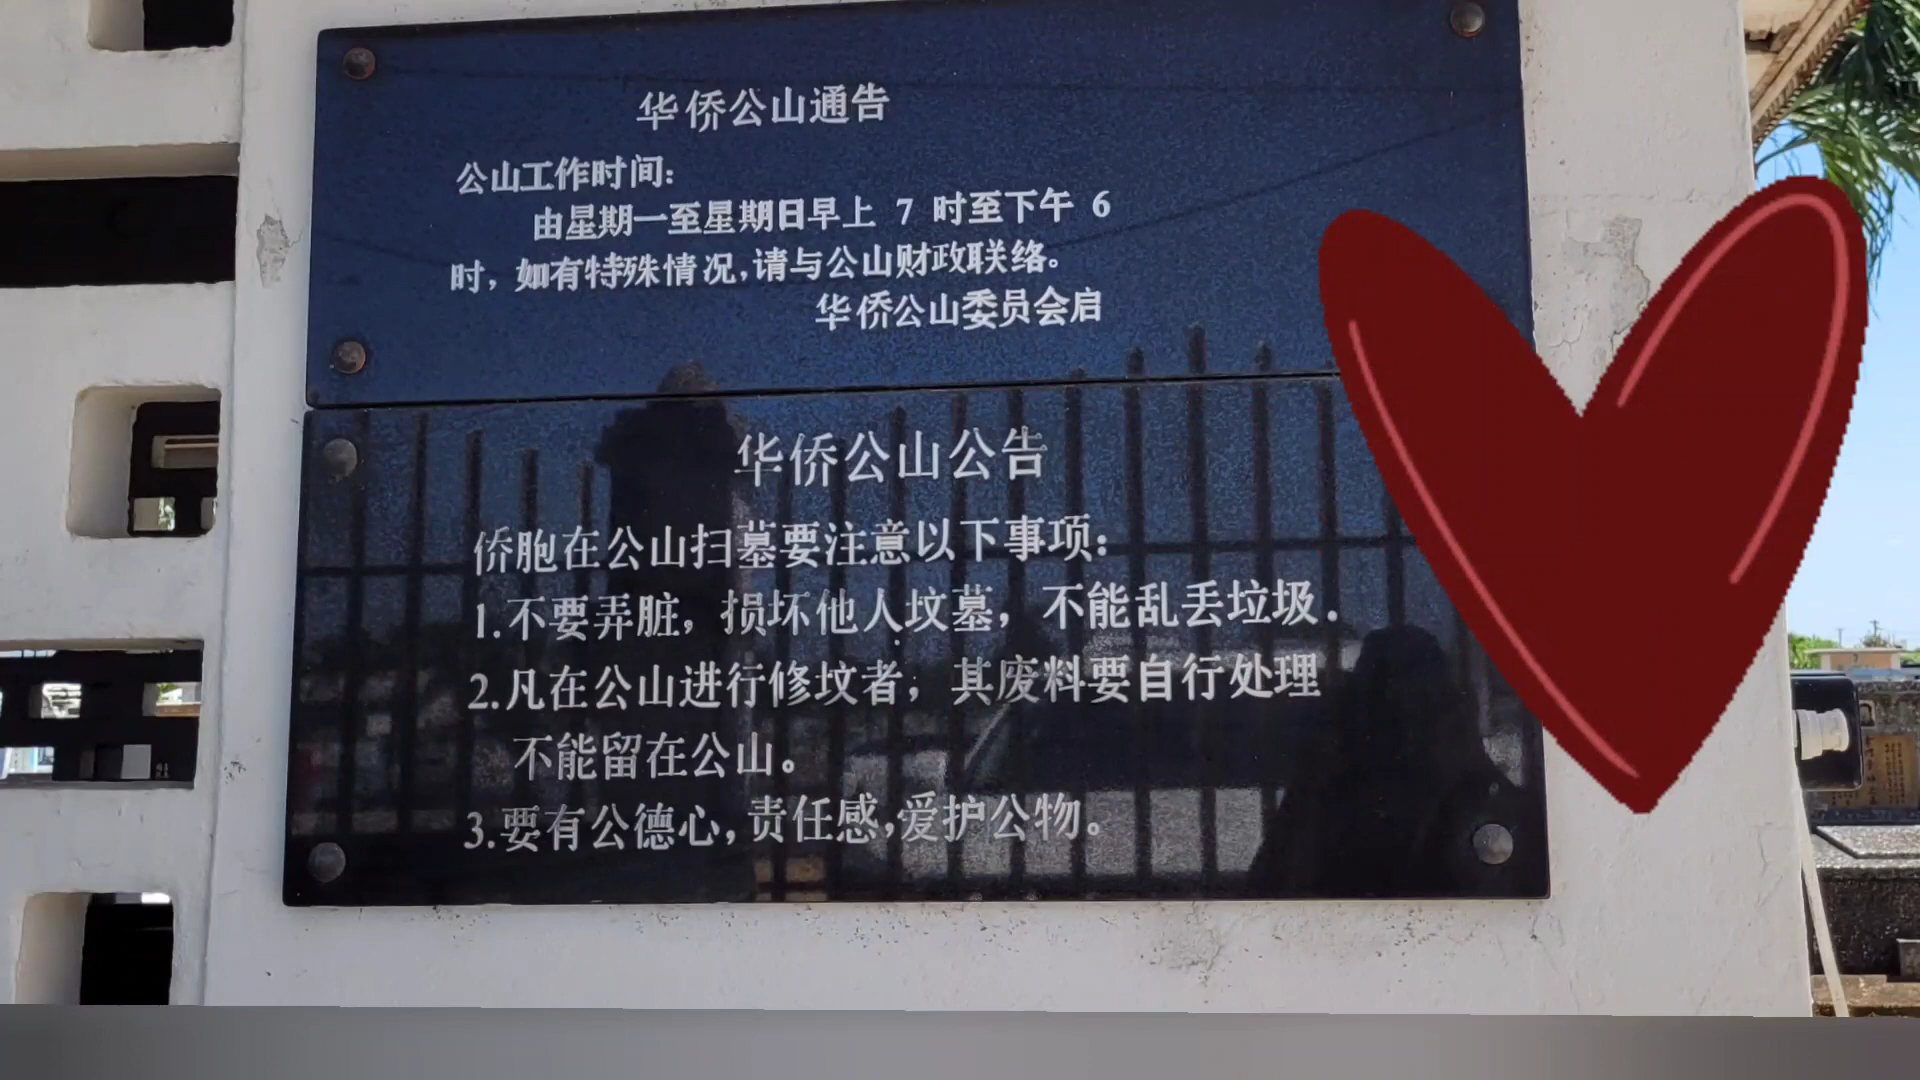 华侨公山通告
公山工作时间:
由星期一至星期日早上 7 时至下午 6
时，如有特殊情况,请与公山财政联络。
华侨公山委员会启
华侨公山公告
侨胞在公山扫墓要注意以下事项:
1.不要弄脏，损坏他人坟墓，不能乱丢垃圾.
2.凡在公山进行修坟者，其废料要自行处理
不能留在公山。
3.要有公德心,责任感,爱护公物。